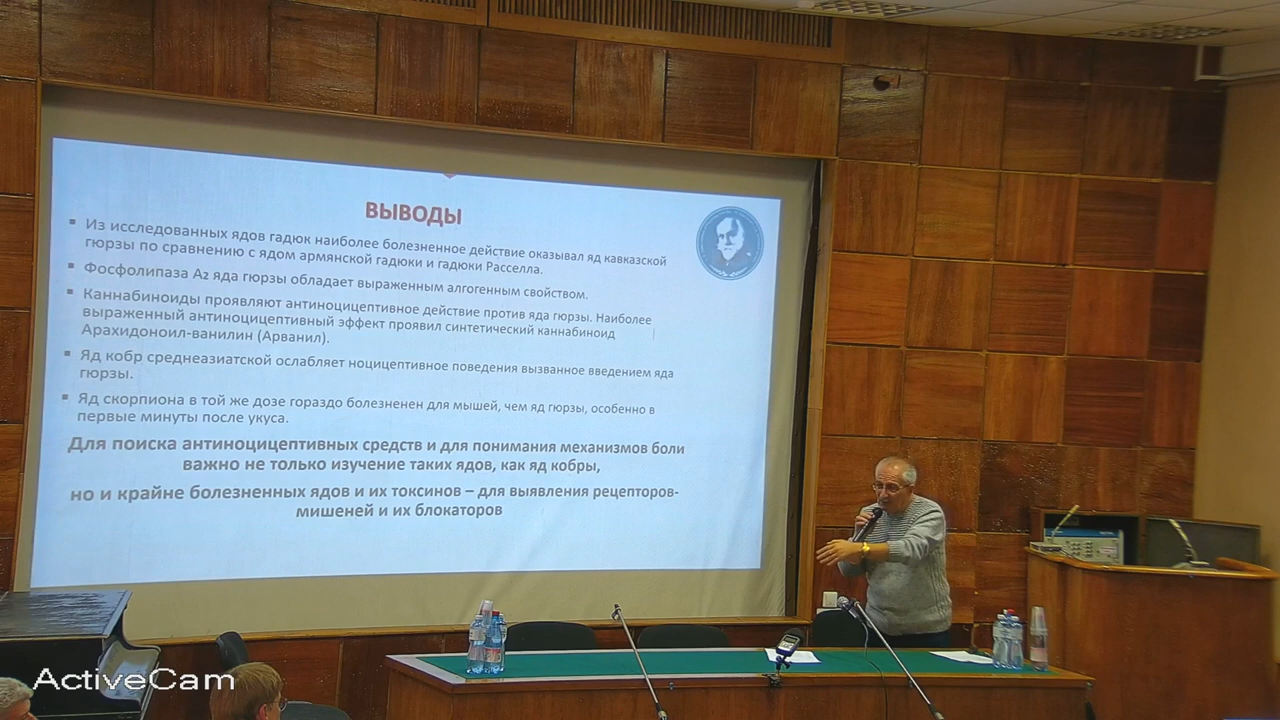 ВЫВОДЫ
Из исследованных ядов гадюк наиболее болезненное действие оказывал яд кавказской
гюрзы по сравнению с ядом армянской гадюки и гадюки Расселла.
Фосфолипаза А2 яда гюрзы обладает выраженным алгогенным свойством.
Каннабиноиды проявляют антиноцицептивное действие против яда гюрзы. Наиболее
выраженный антиноцицептивный эффект проявил синтетический каннабиноид
Арахидоноил-ванилин (Арванил).
Яд кобр среднеазиатской ослабляет ноцицептивное поведения вызванное введением яда
гюрзы.
Яд скорпиона в той же дозе гораздо болезненен для мышей, чем яд гюрзы, особенно в
первые минуты после укуса.
Для поиска антиноцицептивных средств и для понимания механизмов боли
важно не только изучение таких ядов, как яд кобры,
но и крайне болезненных ядов и их токсинов – для выявления рецепторов-
мишеней и их блокаторов
ActiveCam